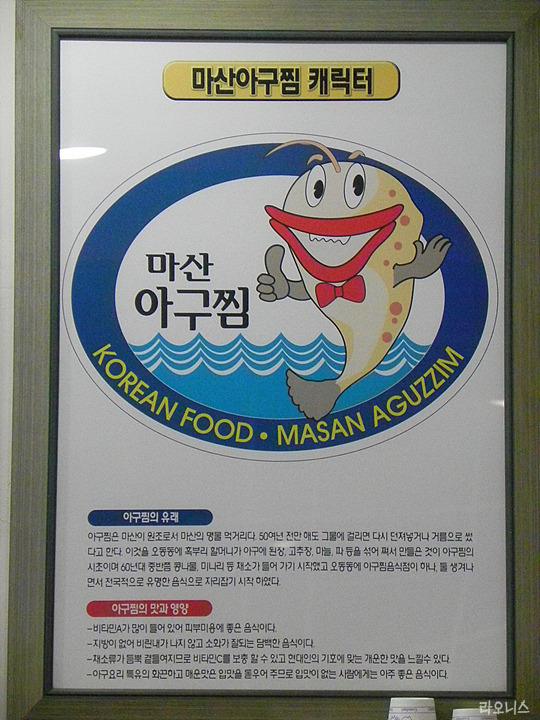 마산아구찜 캐릭터
마산
아구찜
KOREAN FOOD • MASAN AGUZZIM
아구찜의 유래
아구찜은 마산이 원조로서 마산의 명물 먹거리다. 50여년 전만 해도 그물에 걸리면 다시 던져넣거나 거름으로 썼
다고 한다. 이것을 오동동에 혹부리 할머니가 아구에 된장, 고추장, 마늘, 파 등을 섞어 쪄서 만들은 것이 아구찜의
시초이며 60년대 중반쯤 콩나물, 미나리 등 채소가 들어 가기 시작했고 오동동에 아구찜음식점이 하나, 둘 생겨나
면서 전국적으로 유명한 음식으로 자리잡기 시작 하였다.
아구찜의 맛과 영양
-비타민A가 많이 들어 있어 피부미용에 좋은 음식이다.
-지방이 없어 비린내가 나지 않고 소화가 잘되는 담백한 음식이다.
-채소류가 듬뿍 곁들여지므로 비타민C를 보충 할 수 있고 현대인의 기호에 맞는 개운한 맛을 느낄수 있다.
-아구요리 특유의 화끈하고 매운맛은 입맛을 돋우어 주므로 입맛이 없는 사람에게는 아주 좋은 음식이다.
라오니스